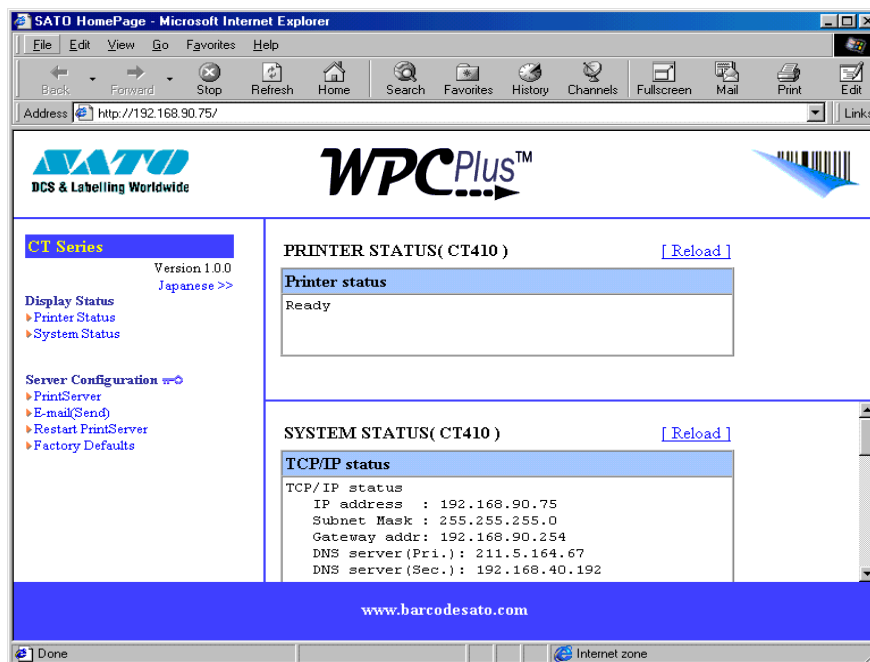 SATO HomePage - Microsoft Internet Explorer
File Edit View Go Favorites Help
Back Forward Stop Refresh Home Search Favorites History Channels Fullscreen Mail Print Edit
Address http://192.168.90.75/ Links
SATO
DCS & Labelling Worldwide
WPCPlus™
CT Series
Version 1.0.0
Japanese >>
Display Status
Printer Status
System Status
Server Configuration
PrintServer
E-mail(Send)
Restart PrintServer
Factory Defaults
PRINTER STATUS( CT410 ) [ Reload ]
Printer status
Ready
SYSTEM STATUS( CT410 ) [ Reload ]
TCP/IP status
TCP/IP status
IP address : 192.168.90.75
Subnet Mask : 255.255.255.0
Gateway addr: 192.168.90.254
DNS server(Pri.): 211.5.164.67
DNS server(Sec.): 192.168.40.192
www.barcodesato.com
Done Internet zone